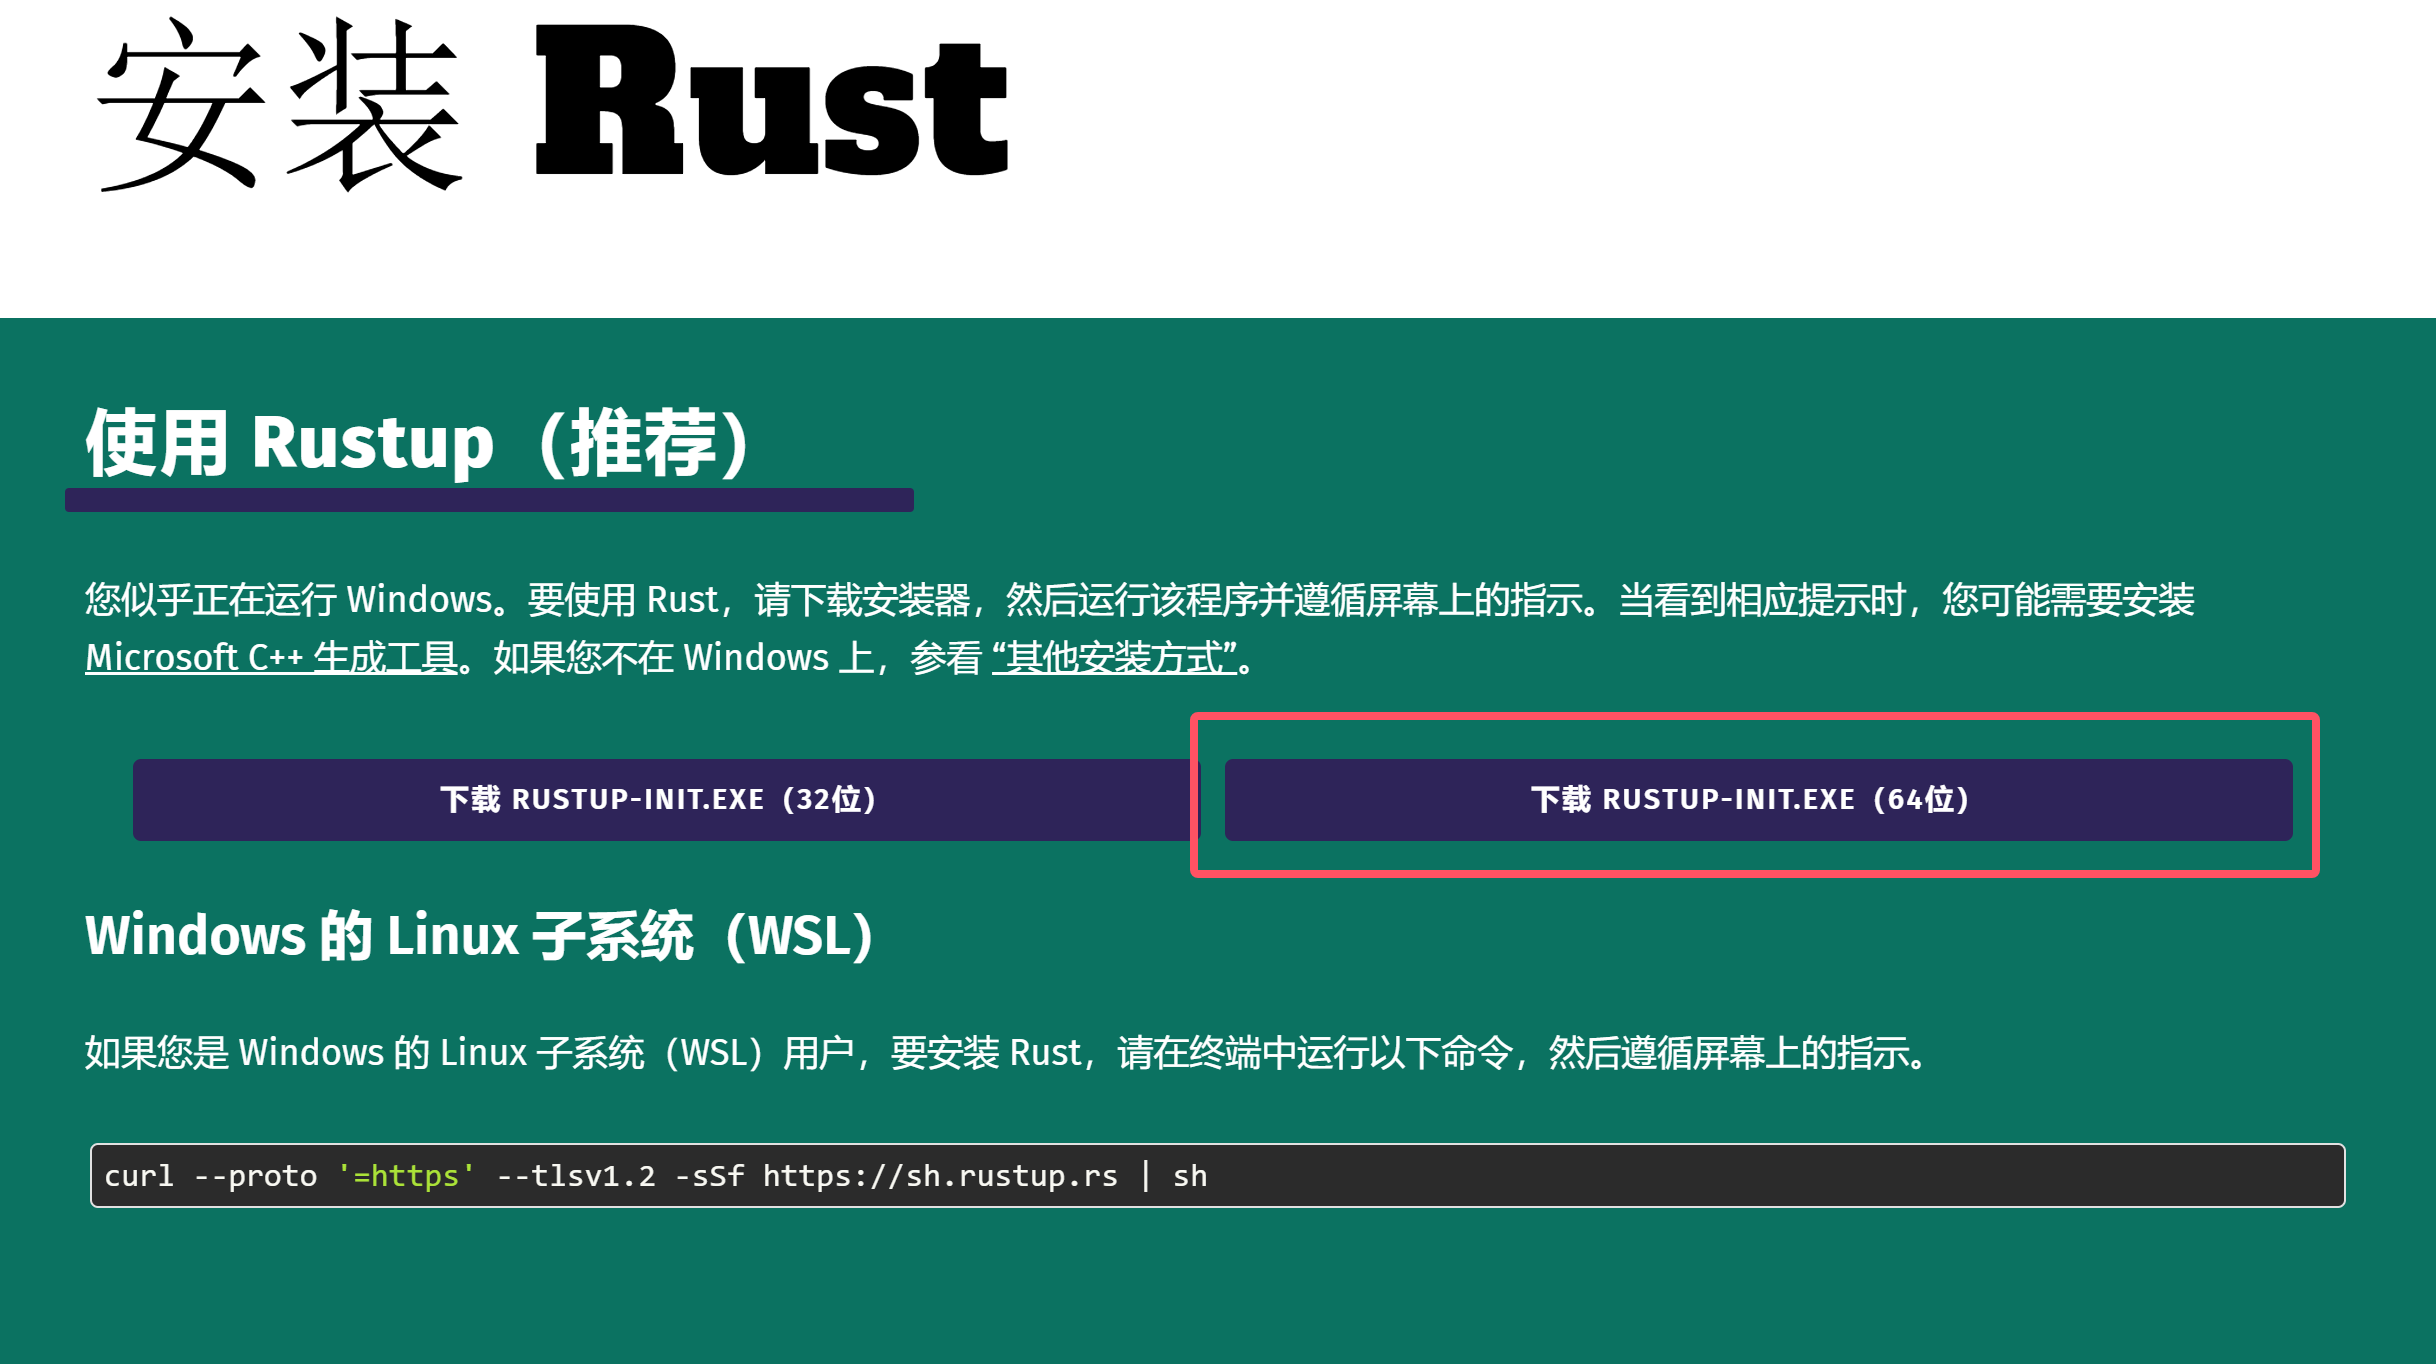 安装 Rust
使用 Rustup（推荐）
您似乎正在运行 Windows。要使用 Rust，请下载安装器，然后运行该程序并遵循屏幕上的指示。当看到相应提示时，您可能需要安装
Microsoft C++ 生成工具。如果您不在 Windows 上，参看 “其他安装方式”。
下载 RUSTUP-INIT.EXE（32位）
下载 RUSTUP-INIT.EXE（64位）
Windows 的 Linux 子系统（WSL）
如果您是 Windows 的 Linux 子系统（WSL）用户，要安装 Rust，请在终端中运行以下命令，然后遵循屏幕上的指示。
curl --proto '=https' --tlsv1.2 -sSf https://sh.rustup.rs | sh